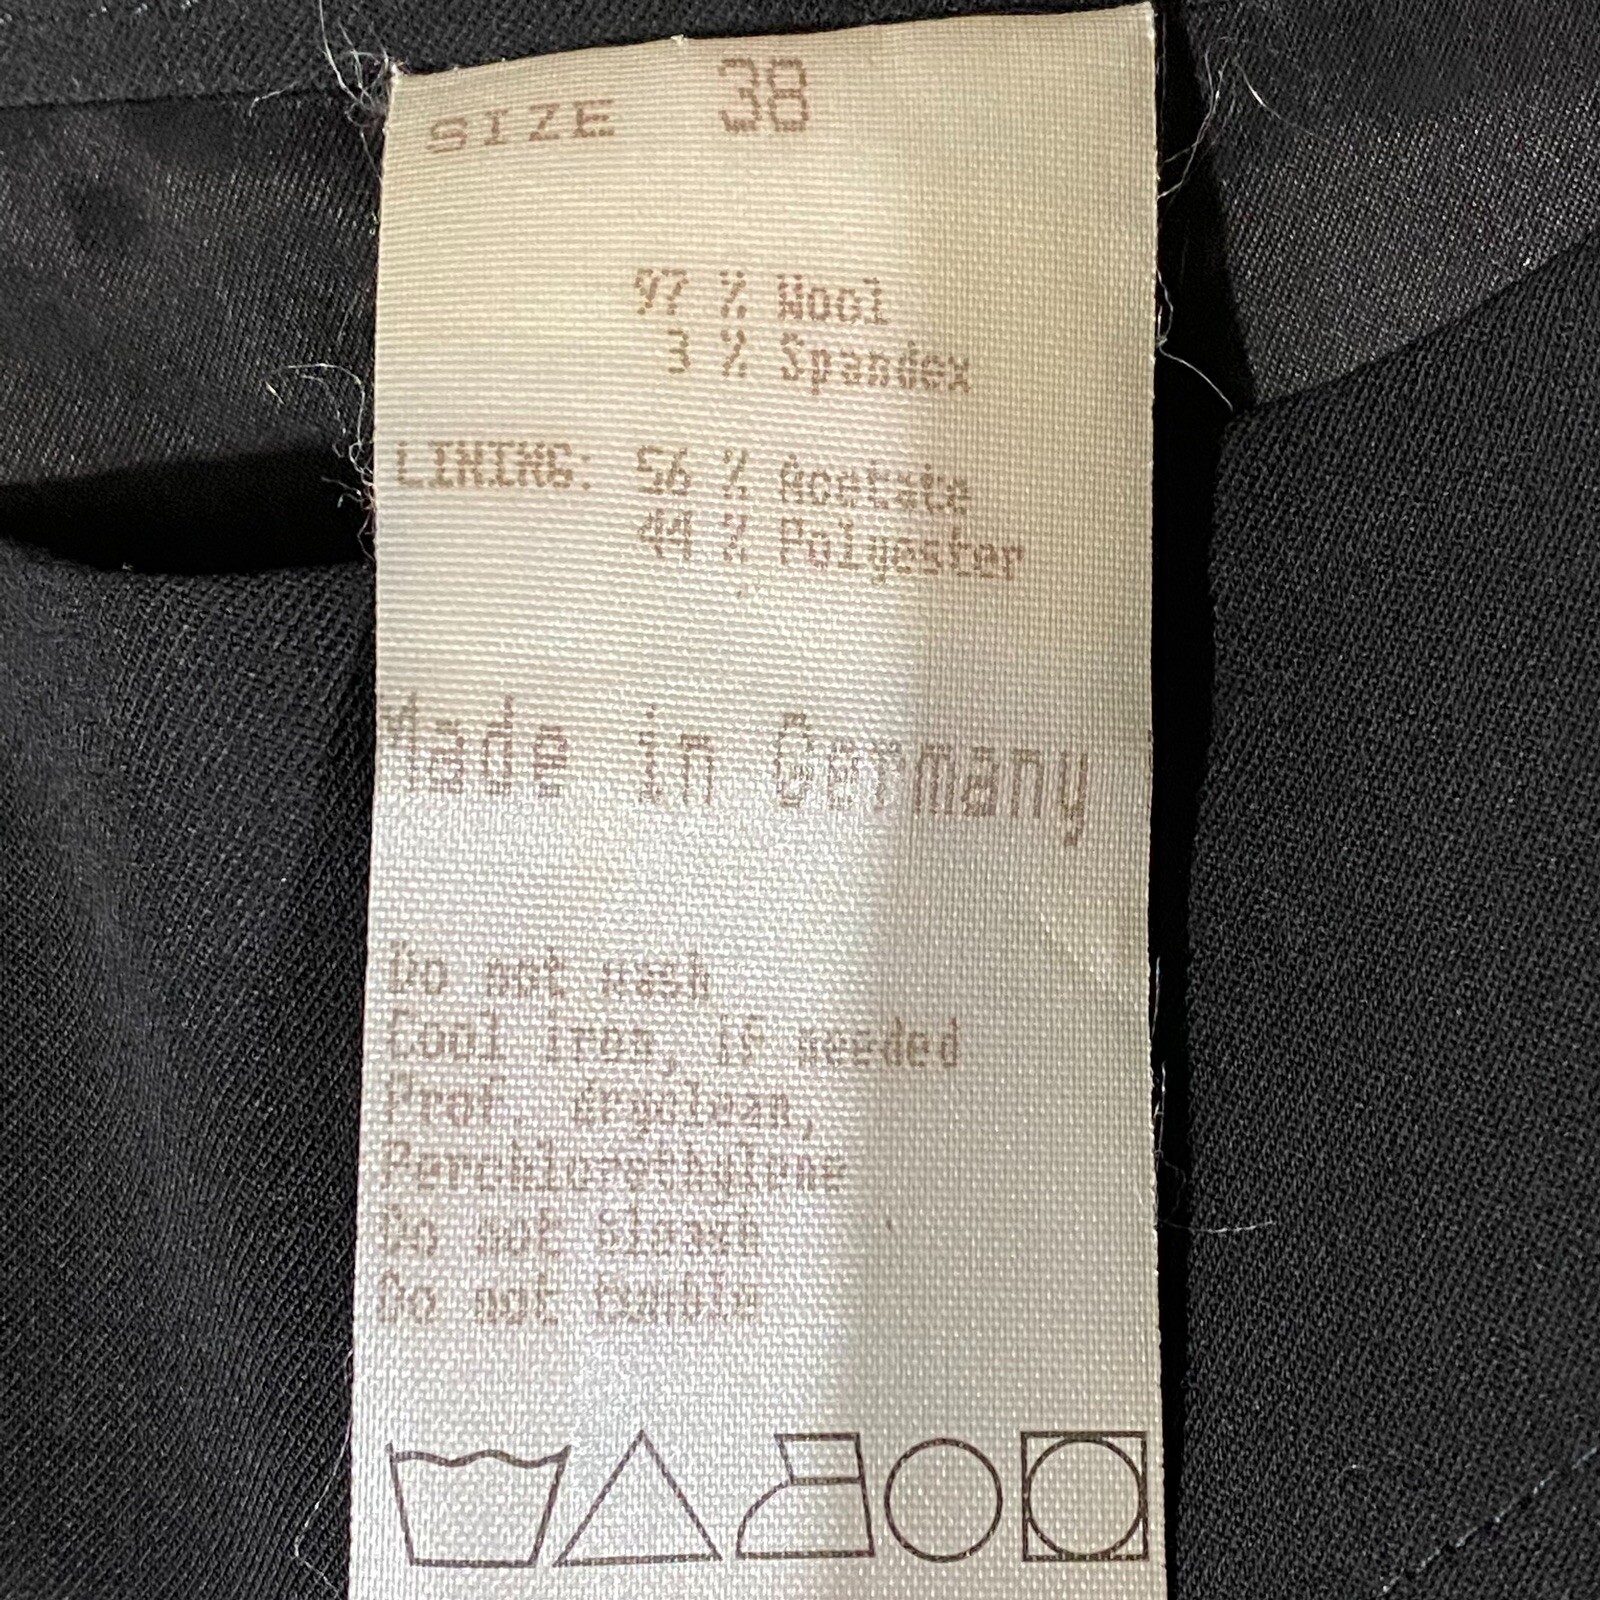 SIZE 38
97 % Wool
3 % Spandex
LINING: 56 % Acetate
44 % Polyester
Made in Germany
Do not wash
Cool iron, if needed
Prof. dryclean,
Perchlorethylene
Do not bleach
Do not tumble